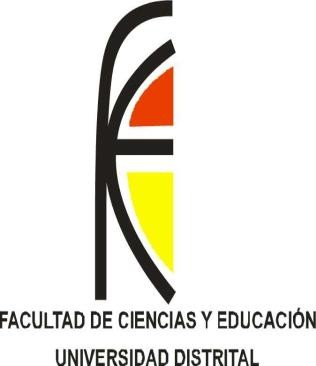 FACULTAD DE CIENCIAS Y EDUCACIÓN
UNIVERSIDAD DISTRITAL